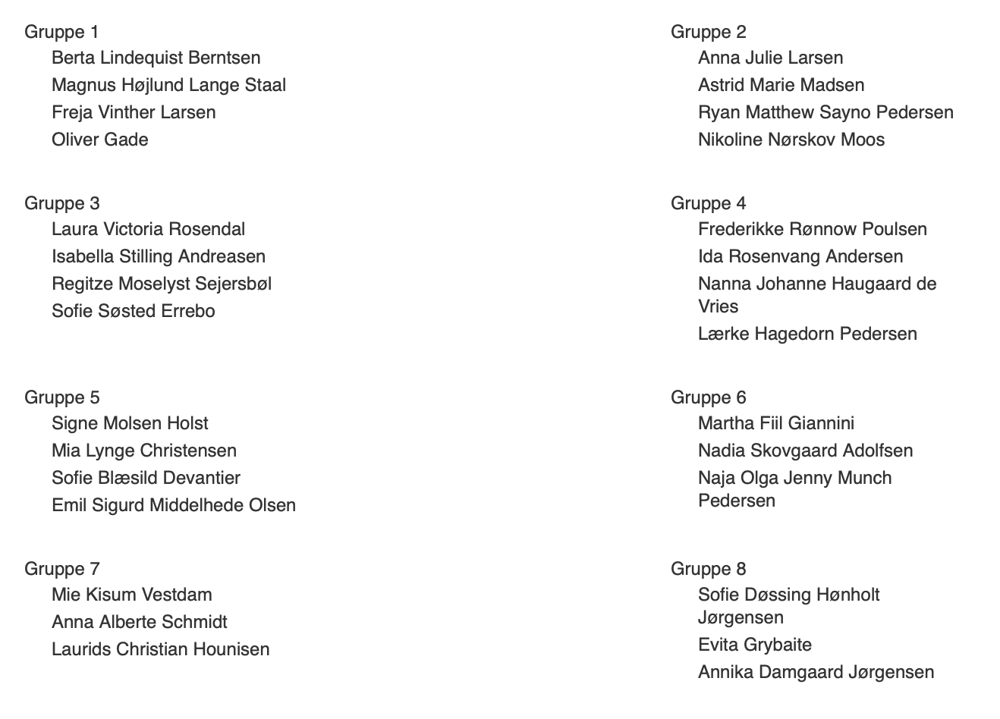 Gruppe 1
Berta Lindequist Berntsen
Magnus Højlund Lange Staal
Freja Vinther Larsen
Oliver Gade
Gruppe 2
Anna Julie Larsen
Astrid Marie Madsen
Ryan Matthew Sayno Pedersen
Nikoline Nørskov Moos
Gruppe 3
Laura Victoria Rosendal
Isabella Stilling Andreasen
Regitze Moselyst Sejersbøl
Sofie Søsted Errebo
Gruppe 4
Frederikke Rønnow Poulsen
Ida Rosenvang Andersen
Nanna Johanne Haugaard de
Vries
Lærke Hagedorn Pedersen
Gruppe 5
Signe Molsen Holst
Mia Lynge Christensen
Sofie Blæsild Devantier
Emil Sigurd Middelhede Olsen
Gruppe 6
Martha Fiil Giannini
Nadia Skovgaard Adolfsen
Naja Olga Jenny Munch
Pedersen
Gruppe 7
Mie Kisum Vestdam
Anna Alberte Schmidt
Laurids Christian Hounisen
Gruppe 8
Sofie Døssing Hønholt
Jørgensen
Evita Grybaite
Annika Damgaard Jørgensen